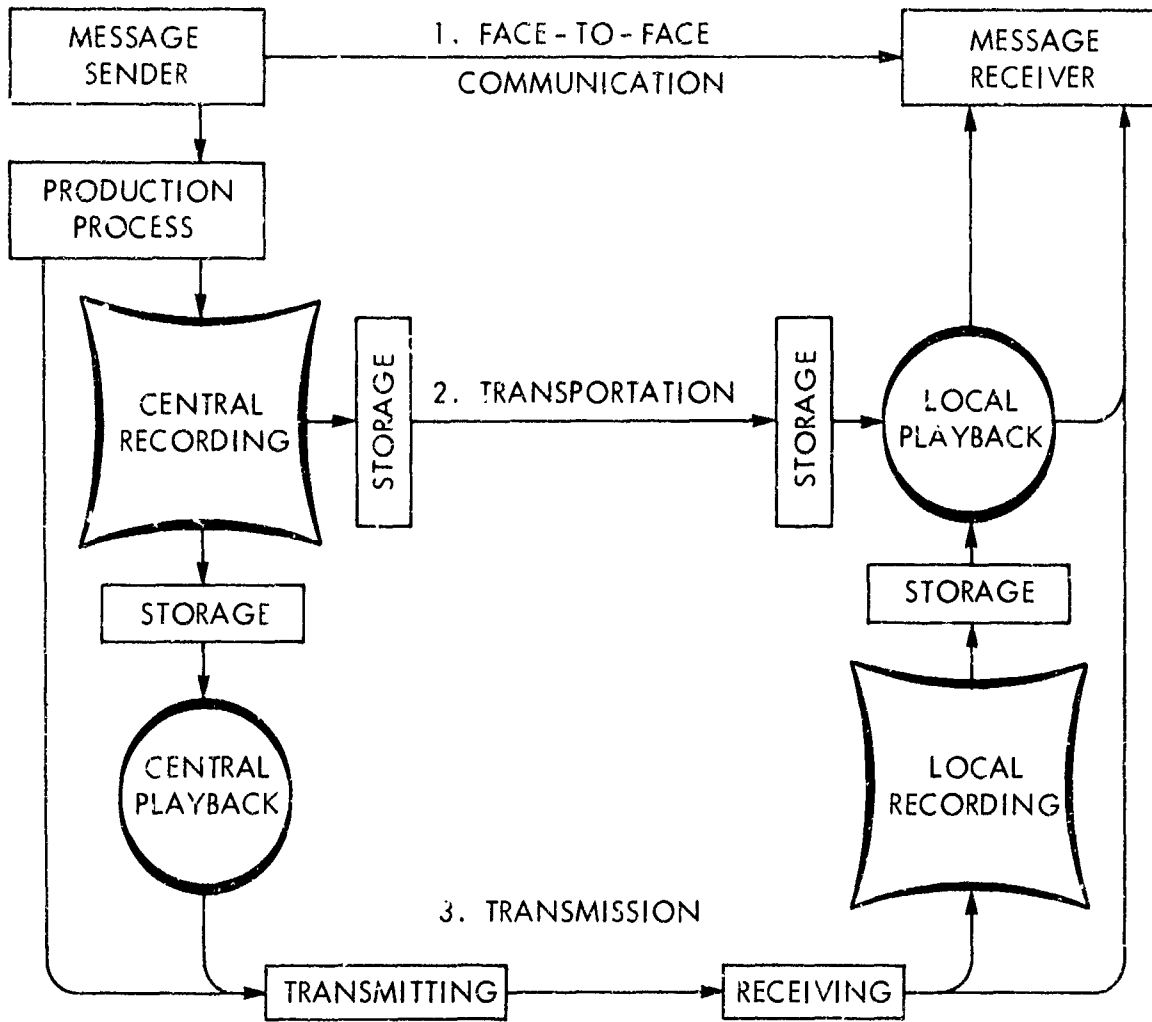 MESSAGE
SENDER
1. FACE-TO-FACE
COMMUNICATION
MESSAGE
RECEIVER
PRODUCTION
PROCESS
CENTRAL
RECORDING
STORAGE
2. TRANSPORTATION
STORAGE
LOCAL
PLAYBACK
STORAGE
STORAGE
CENTRAL
PLAYBACK
LOCAL
RECORDING
3. TRANSMISSION
TRANSMITTING
RECEIVING